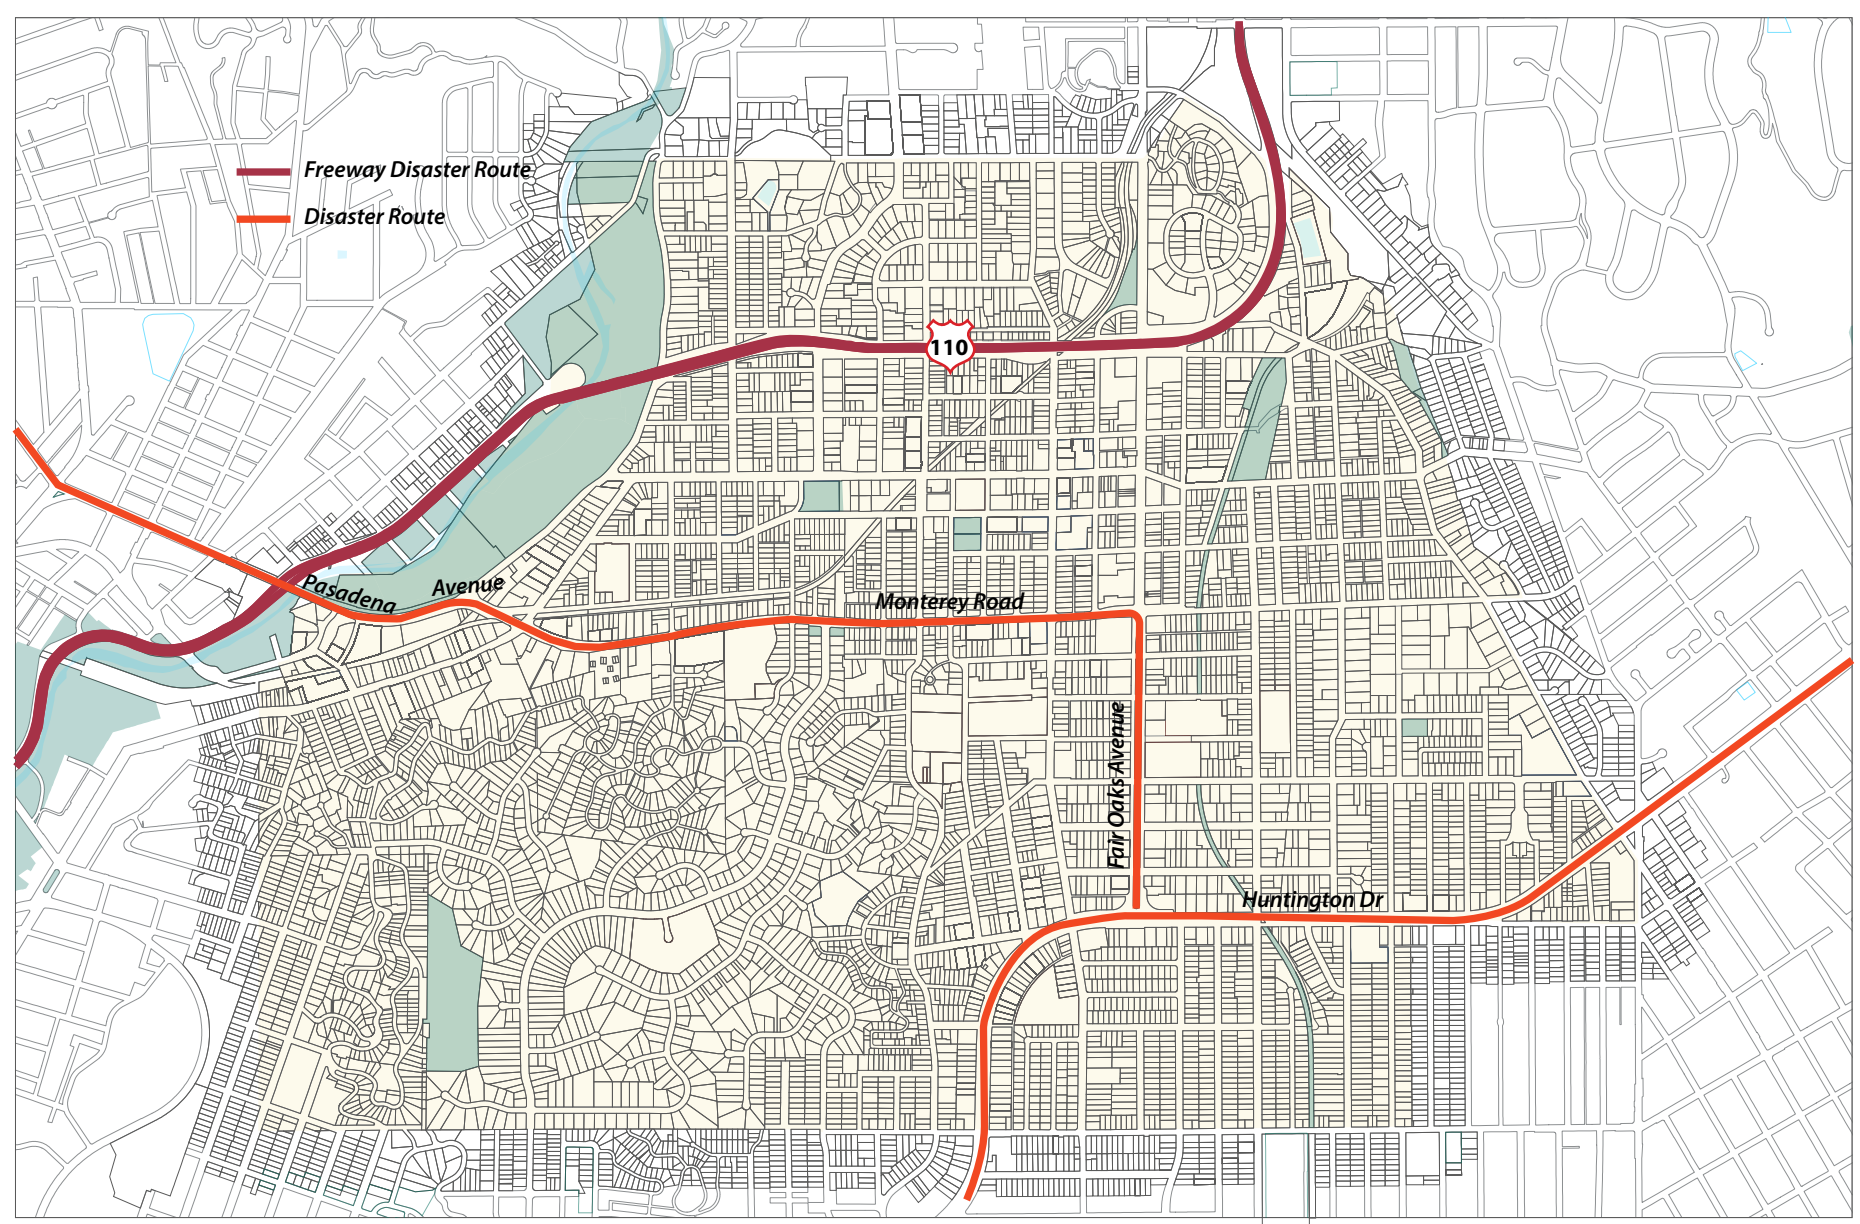 Freeway Disaster Route
Disaster Route
110
Pasadena Avenue
Monterey Road
Fair Oaks Avenue
Huntington Dr